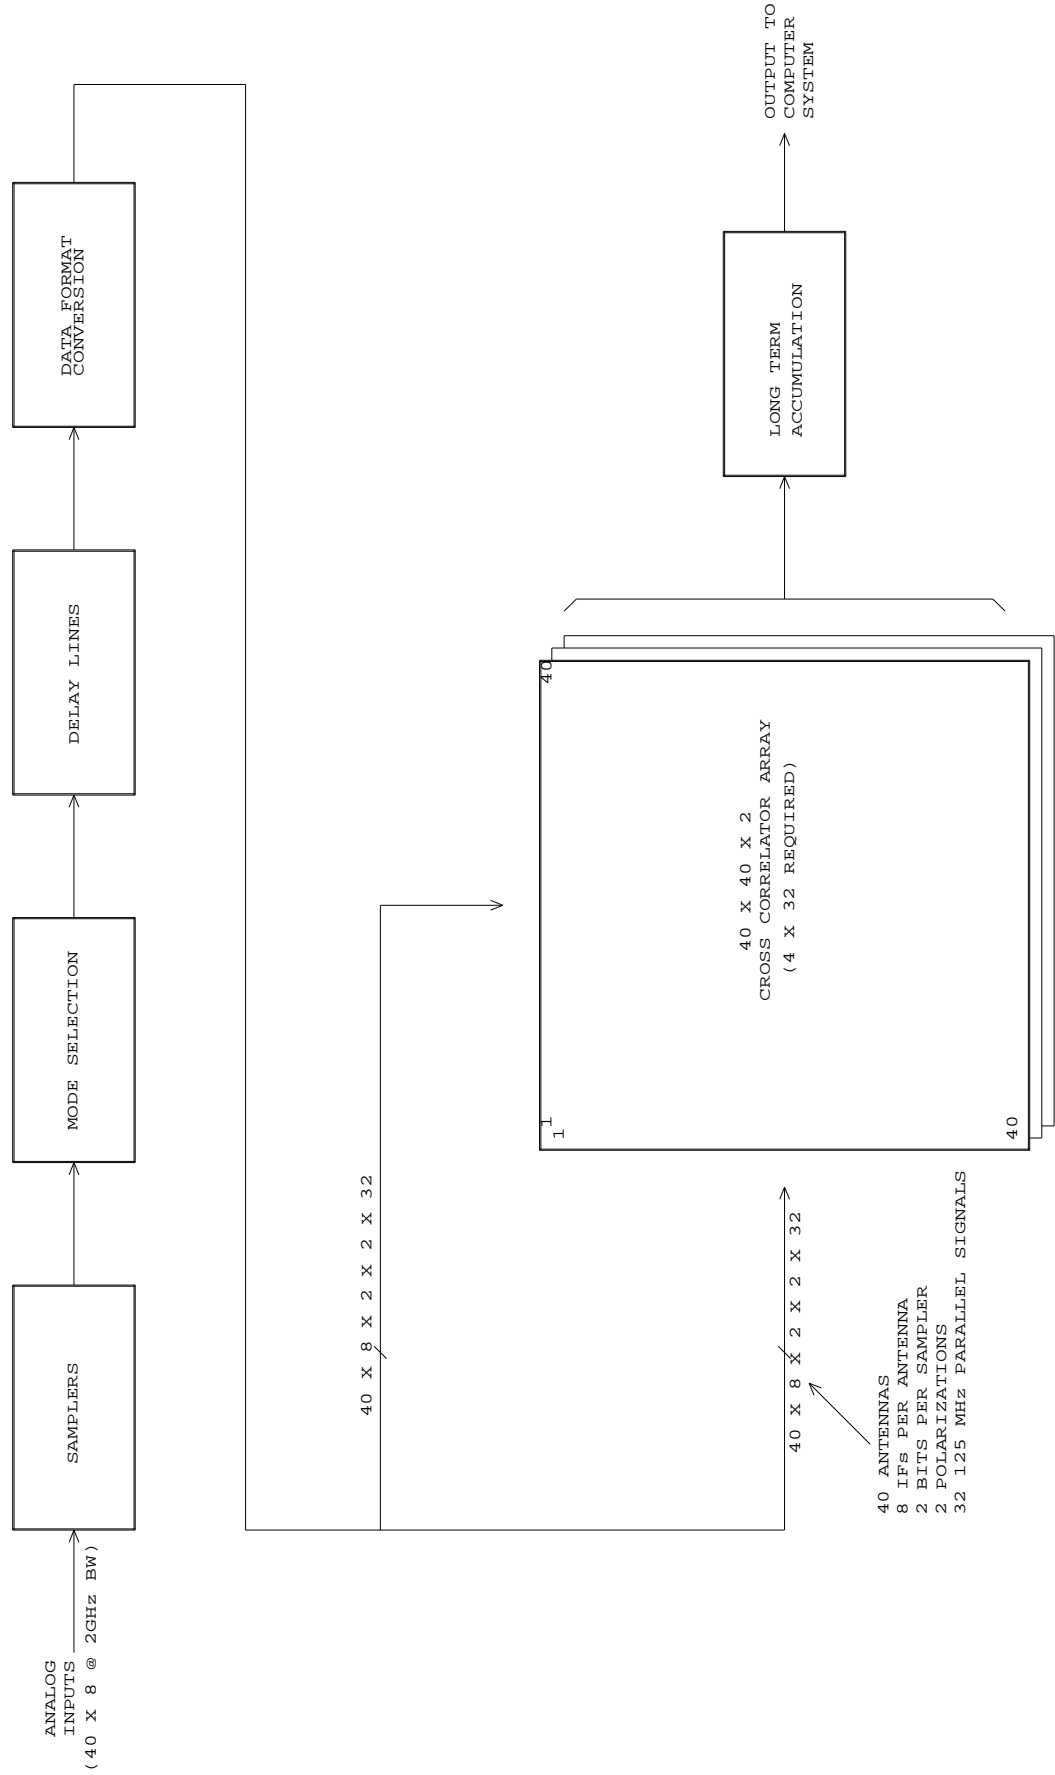 ANALOG
INPUTS
(40 X 8 @ 2GHz BW)
SAMPLERS
MODE SELECTION
DELAY LINES
DATA FORMAT
CONVERSION
40 X 8 X 2 X 2 X 32
40 X 8 X 2 X 2 X 32
40 ANTENNAS
8 IFs PER ANTENNA
2 BITS PER SAMPLER
2 POLARIZATIONS
32 125 MHz PARALLEL SIGNALS
1
1
40
40
40 X 40 X 2
CROSS CORRELATOR ARRAY
(4 X 32 REQUIRED)
LONG TERM
ACCUMULATION
OUTPUT TO
COMPUTER
SYSTEM